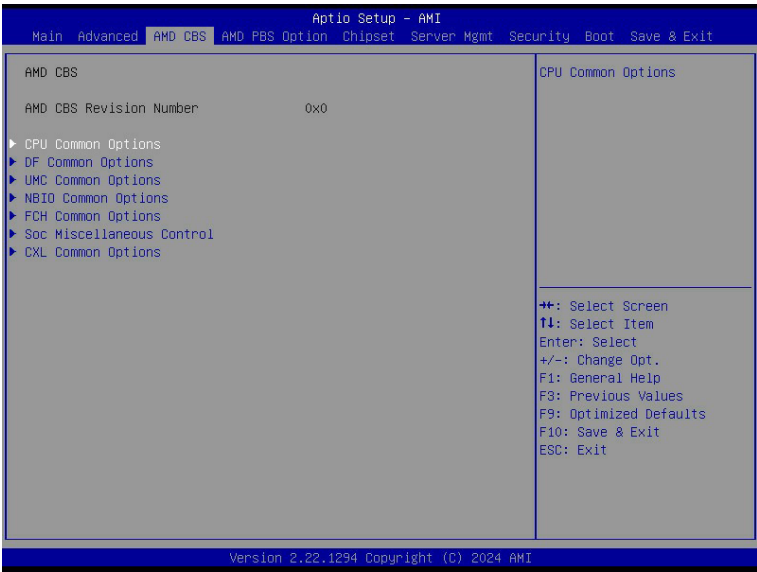 Aptio Setup - AMI
Main Advanced AMD CBS AMD PBS Option Chipset Server Mgmt Security Boot Save & Exit
AMD CBS
AMD CBS Revision Number 0x0
CPU Common Options
DF Common Options
UMC Common Options
NBIO Common Options
FCH Common Options
Soc Miscellaneous Control
CXL Common Options
CPU Common Options
→←: Select Screen
↑↓: Select Item
Enter: Select
+/-: Change Opt.
F1: General Help
F3: Previous Values
F9: Optimized Defaults
F10: Save & Exit
ESC: Exit
Version 2.22.1294 Copyright (C) 2024 AMI